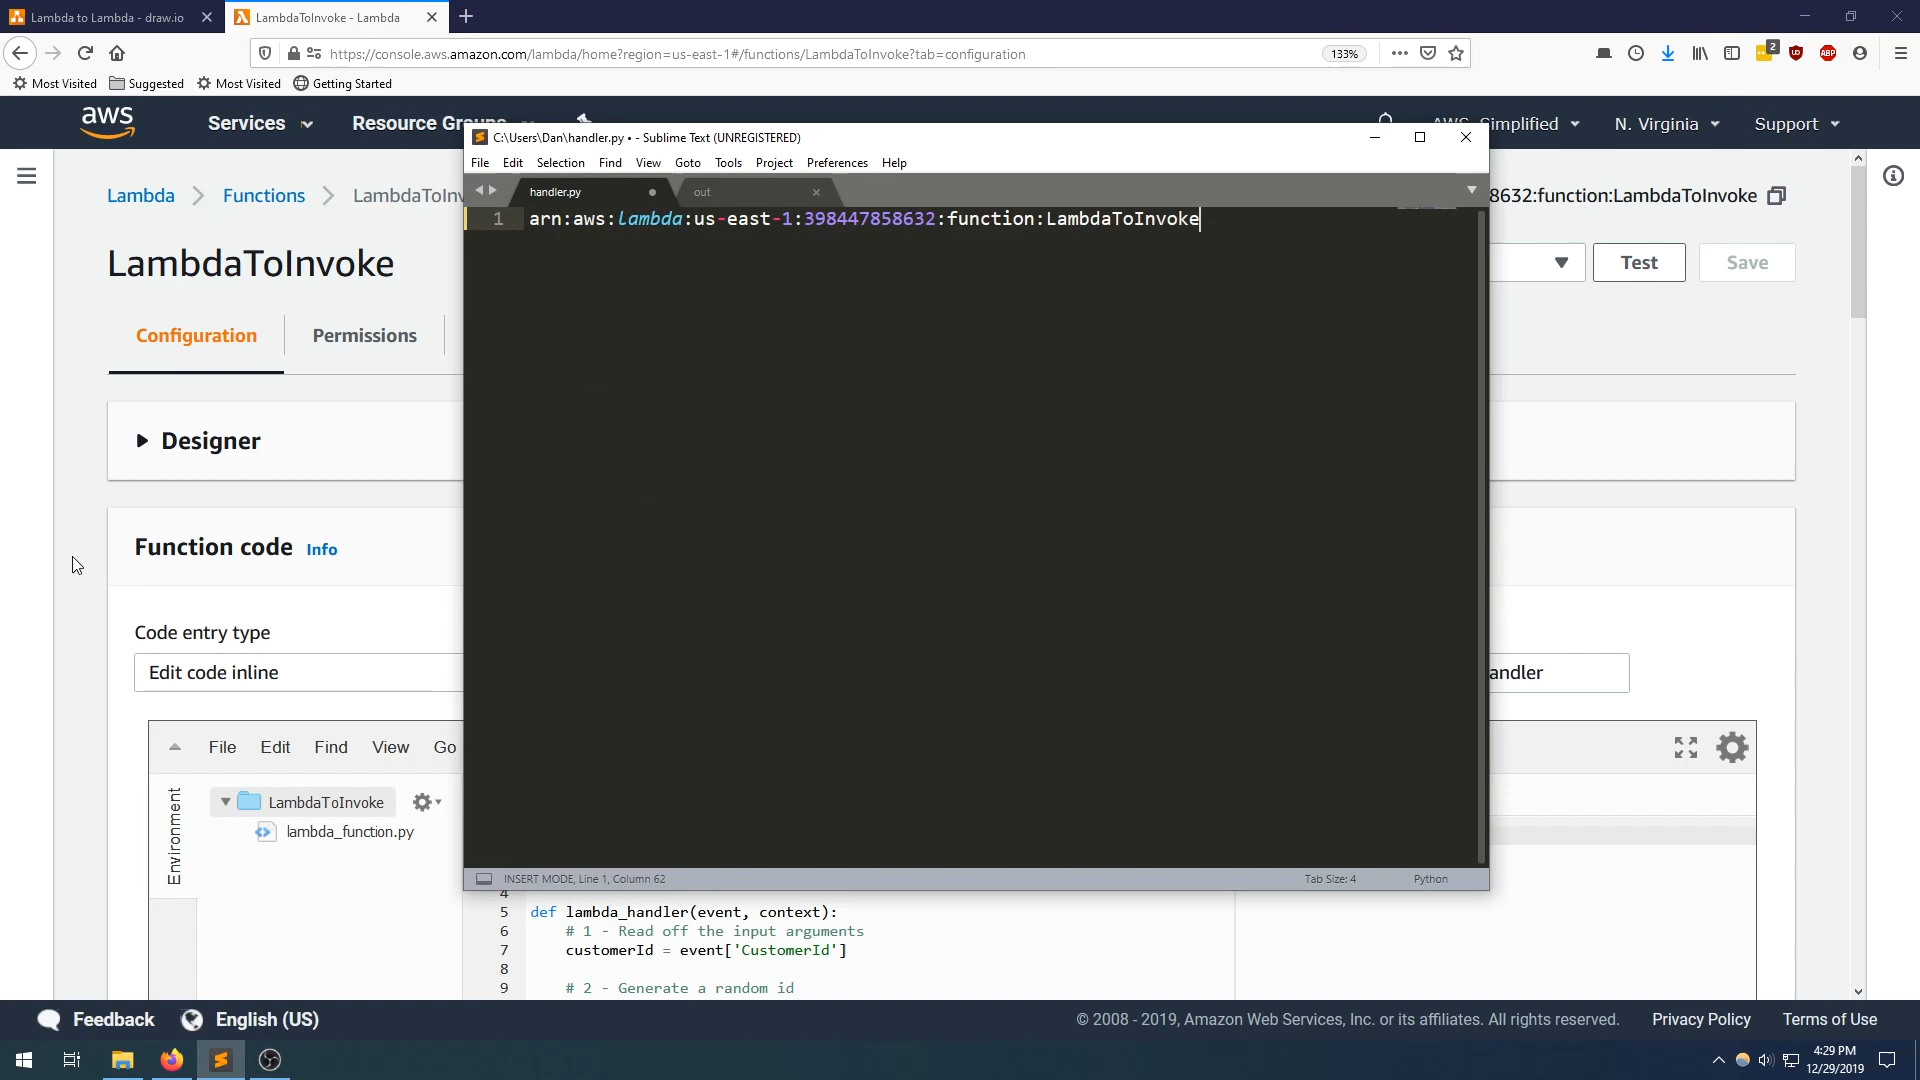 Lambda to Lambda - draw.io
LambdaToInvoke - Lambda
https://console.aws.amazon.com/lambda/home?region=us-east-1#/functions/LambdaToInvoke?tab=configuration
133%
2
Most Visited
Suggested
Most Visited
Getting Started
aws
Services
Resource Groups
Simplified
N. Virginia
Support
C:\Users\Dan\handler.py • - Sublime Text (UNREGISTERED)
File Edit Selection Find View Goto Tools Project Preferences Help
handler.py
out
1 arn:aws:lambda:us-east-1:398447858632:function:LambdaToInvoke
Lambda
Functions
LambdaToInv
8632:function:LambdaToInvoke
LambdaToInvoke
Test
Save
Configuration
Permissions
Designer
Function code Info
Code entry type
Edit code inline
andler
File Edit Find View Go
Environment
LambdaToInvoke
lambda_function.py
INSERT MODE, Line 1, Column 62
Tab Size: 4
Python
4
5 def lambda_handler(event, context):
6 # 1 - Read off the input arguments
7 customerId = event['CustomerId']
8
9 # 2 - Generate a random id
Feedback
English (US)
© 2008 - 2019, Amazon Web Services, Inc. or its affiliates. All rights reserved.
Privacy Policy
Terms of Use
4:29 PM
12/29/2019